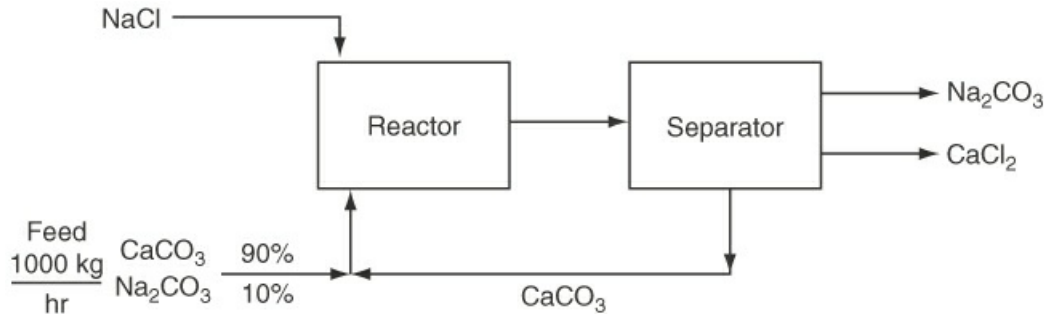 NaCl
Reactor
Separator
Na₂CO₃
CaCl₂
Feed
1000 kg
hr
CaCO₃ 90%
Na₂CO₃ 10%
CaCO₃